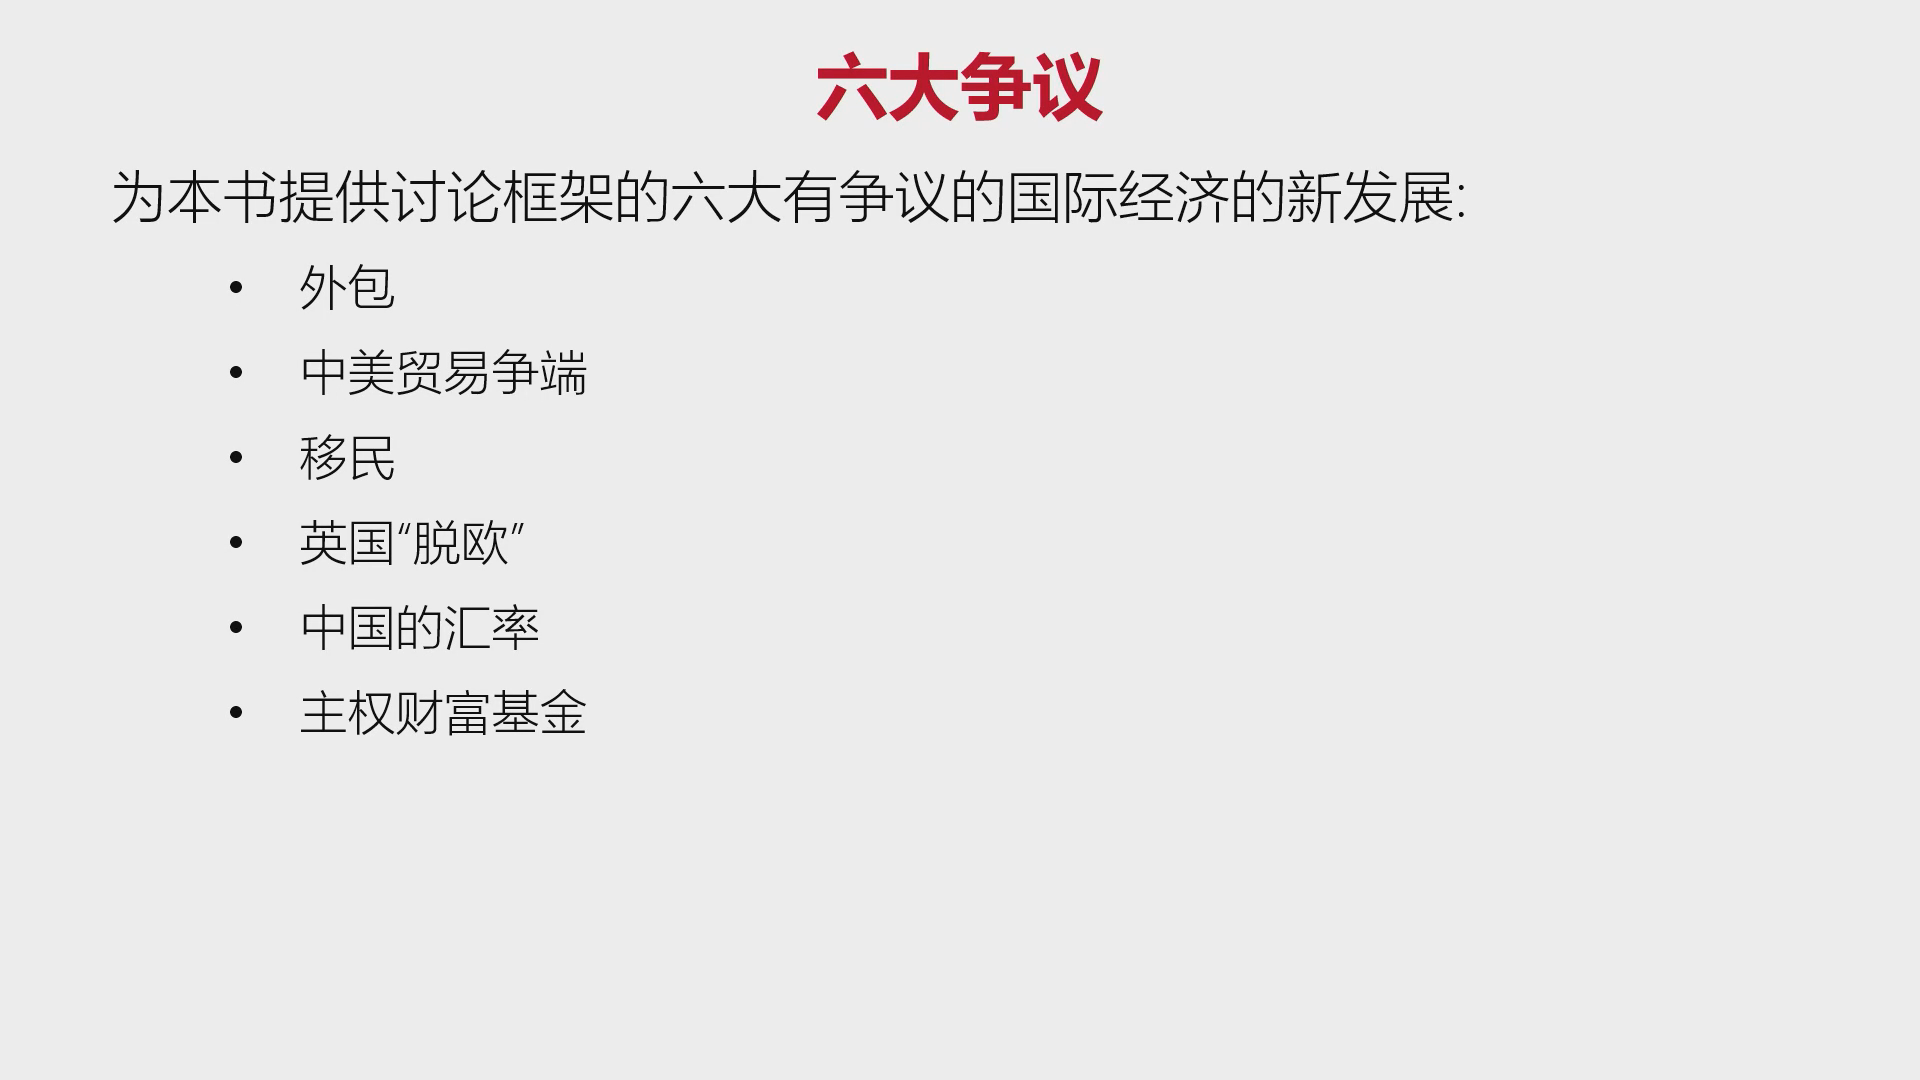 六大争议
为本书提供讨论框架的六大有争议的国际经济的新发展:
• 外包
• 中美贸易争端
• 移民
• 英国“脱欧”
• 中国的汇率
• 主权财富基金